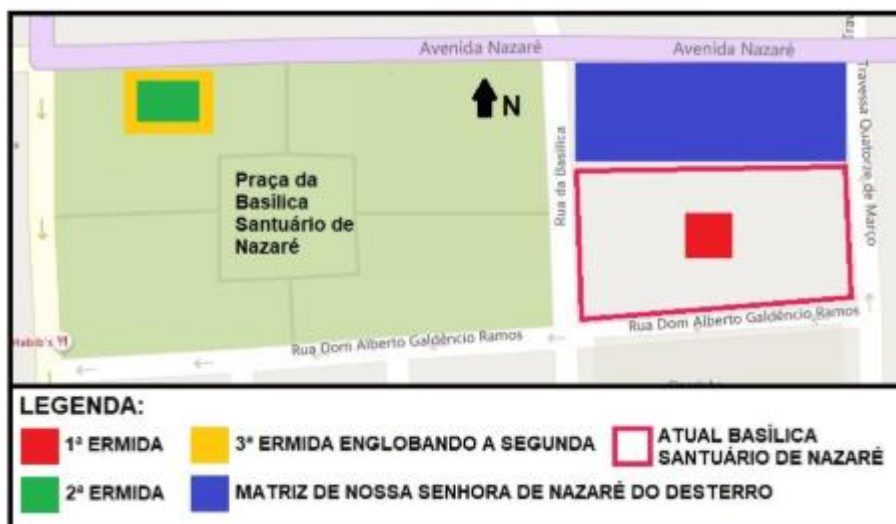 Avenida Nazaré
Avenida Nazaré
N
Praça da
Basílica
Santuário de
Nazaré
Rua da Basílica
Travessa Quatorze de Março
Rua Dom Alberto Galdêncio Ramos
Rua Dom Alberto Galdêncio Ramos
Habib's
LEGENDA:
1ª ERMIDA
3ª ERMIDA ENGLOBANDO A SEGUNDA
ATUAL BASÍLICA
SANTUÁRIO DE NAZARÉ
2ª ERMIDA
MATRIZ DE NOSSA SENHORA DE NAZARÉ DO DESTERRO